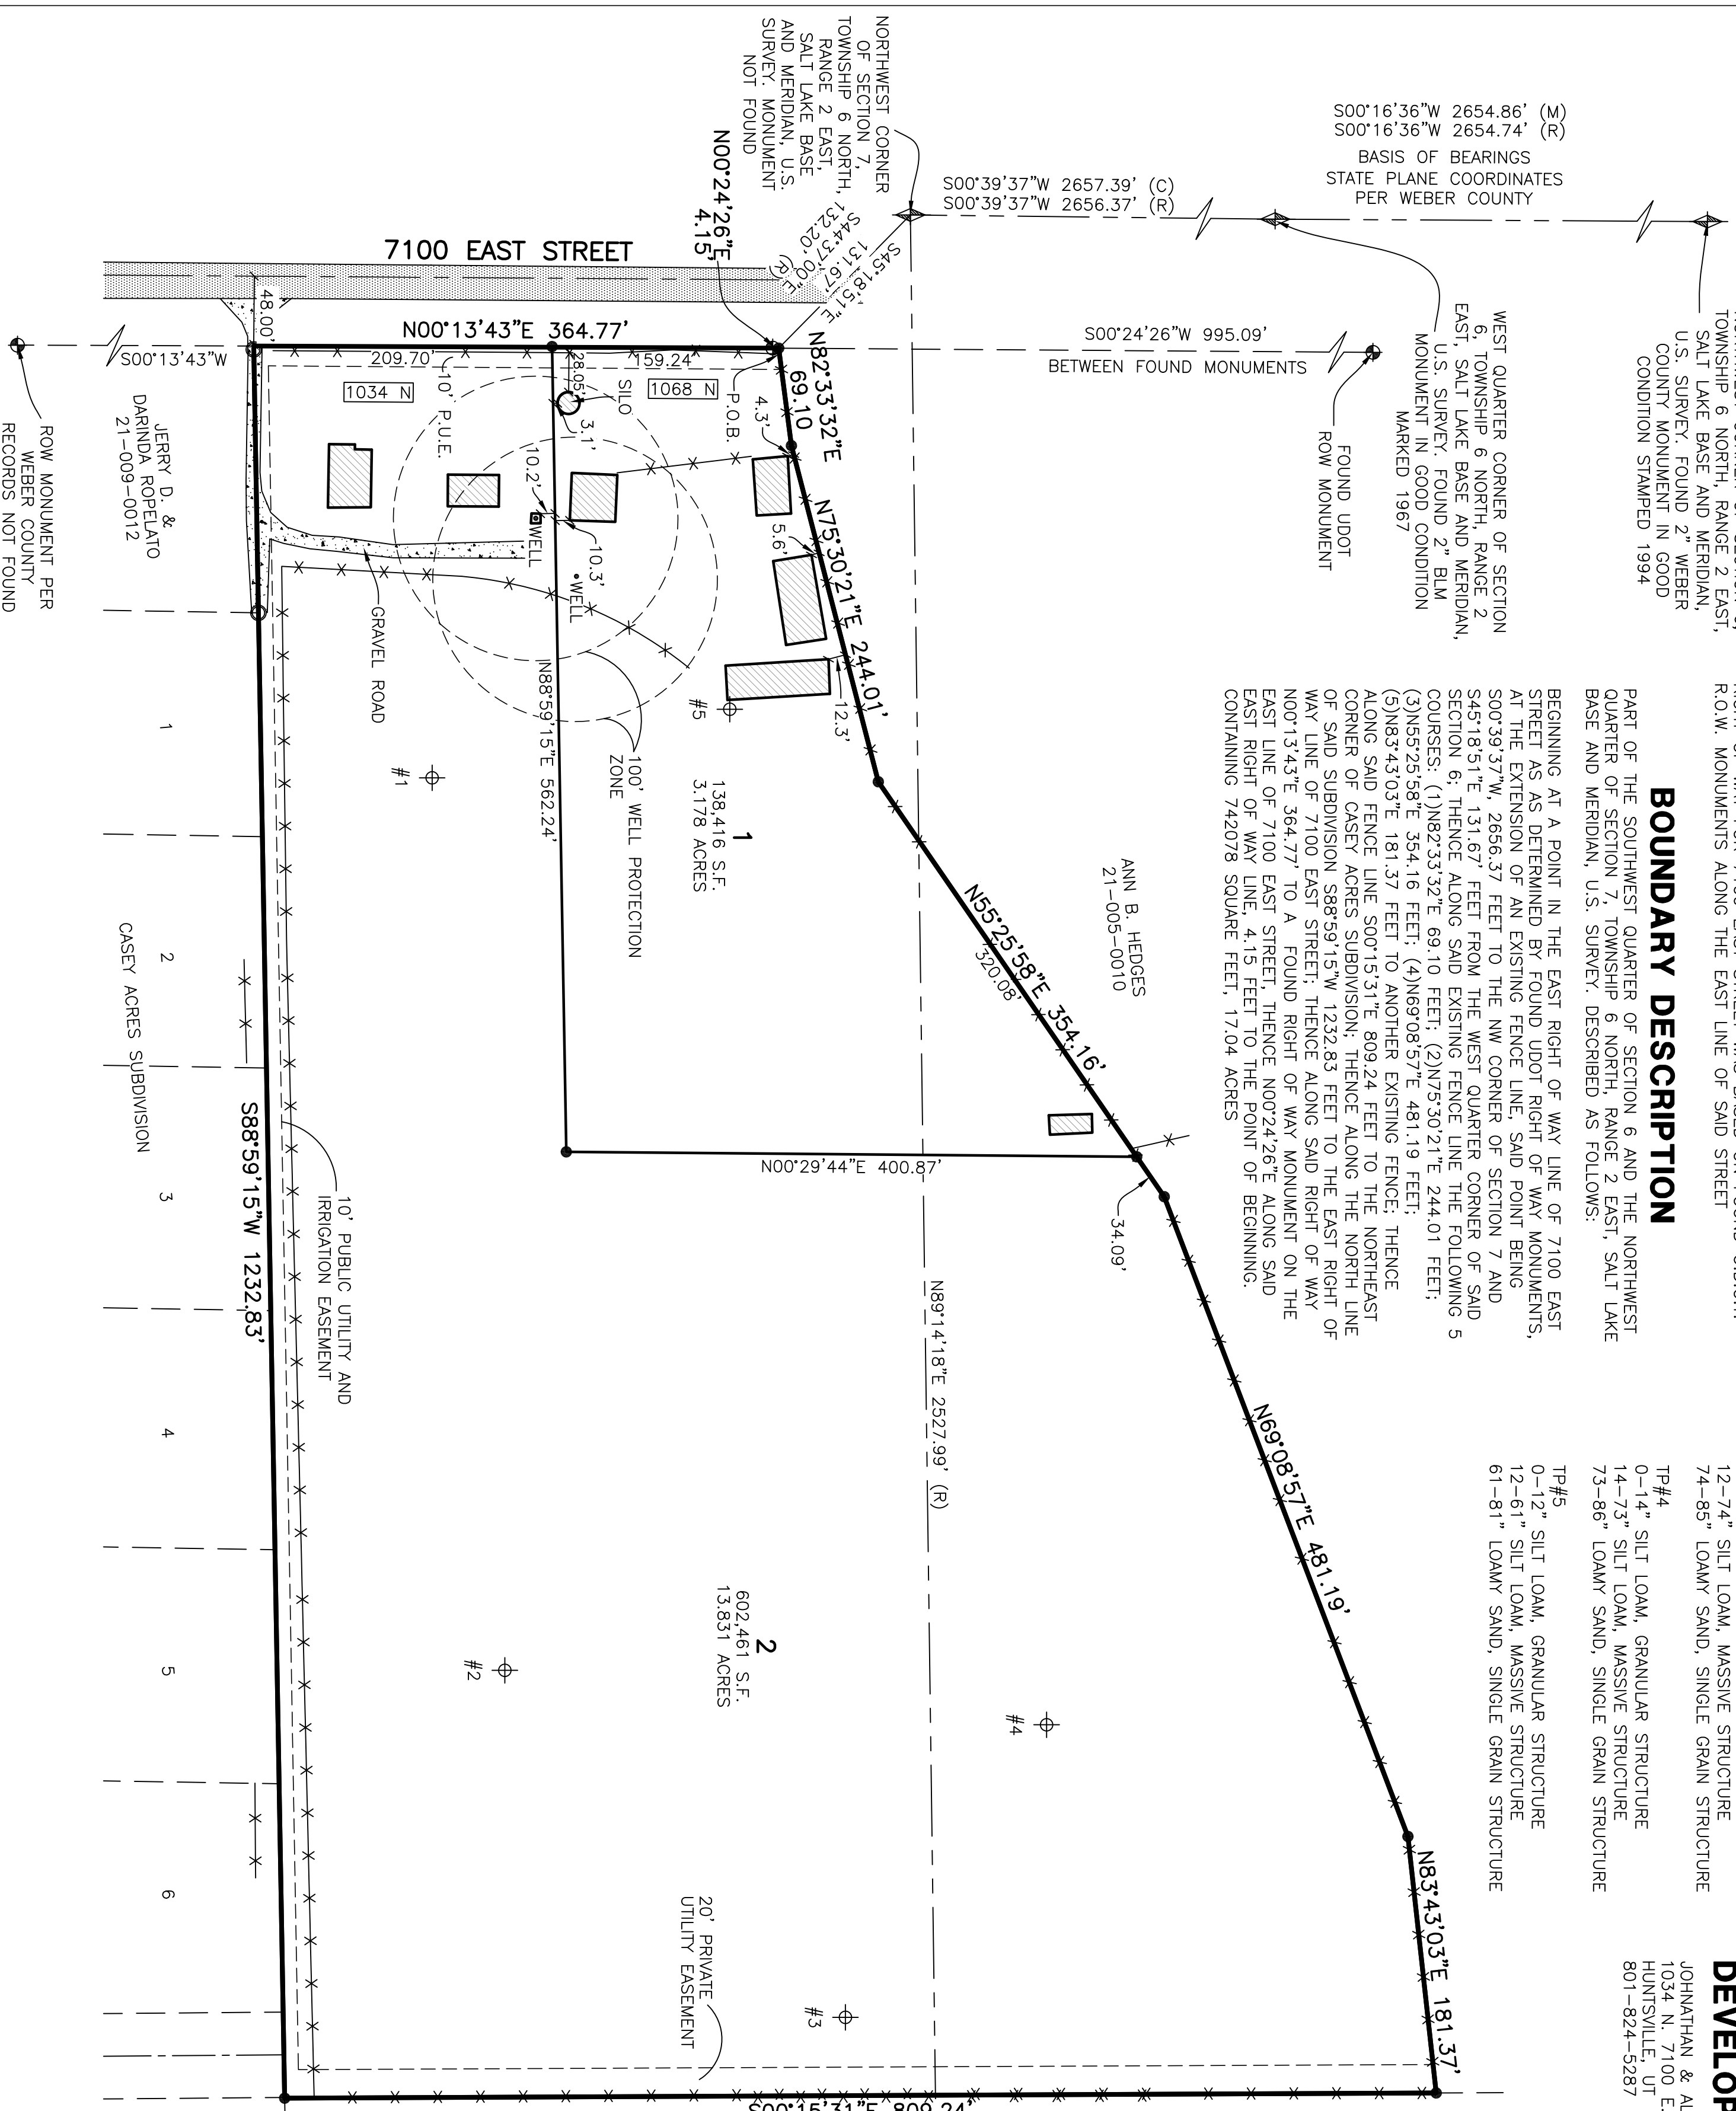 R.O.W. MONUMENTS ALONG THE EAST LINE OF SAID STREET
BOUNDARY DESCRIPTION
PART OF THE SOUTHWEST QUARTER OF SECTION 6 AND THE NORTHWEST
QUARTER OF SECTION 7, TOWNSHIP 6 NORTH, RANGE 2 EAST, SALT LAKE
BASE AND MERIDIAN, U.S. SURVEY. DESCRIBED AS FOLLOWS:
BEGINNING AT A POINT IN THE EAST RIGHT OF WAY LINE OF 7100 EAST
STREET AS AS DETERMINED BY FOUND UDOT RIGHT OF WAY MONUMENTS,
AT THE EXTENSION OF AN EXISTING FENCE LINE, SAID POINT BEING
S00°39'37"W, 2656.37 FEET TO THE NW CORNER OF SECTION 7 AND
S45°18'51"E 131.67' FEET FROM THE WEST QUARTER CORNER OF SAID
SECTION 6; THENCE ALONG SAID EXISTING FENCE LINE THE FOLLOWING 5
COURSES: (1)N82°33'32"E 69.10 FEET; (2)N75°30'21"E 244.01 FEET;
(3)N55°25'58"E 354.16 FEET; (4)N69°08'57"E 481.19 FEET;
(5)N83°43'03"E 181.37 FEET TO ANOTHER EXISTING FENCE; THENCE
ALONG SAID FENCE LINE S00°15'31"E 809.24 FEET TO THE NORTHEAST
CORNER OF CASEY ACRES SUBDIVISION; THENCE ALONG THE NORTH LINE
OF SAID SUBDIVISION S88°59'15"W 1232.83 FEET TO THE EAST RIGHT OF
WAY LINE OF 7100 EAST STREET; THENCE ALONG SAID RIGHT OF WAY
N00°13'43"E 364.77' TO A FOUND RIGHT OF WAY MONUMENT ON THE
EAST LINE OF 7100 EAST STREET, THENCE N00°24'26"E ALONG SAID
EAST RIGHT OF WAY LINE, 4.15 FEET TO THE POINT OF BEGINNING.
CONTAINING 742078 SQUARE FEET, 17.04 ACRES
12-74" SILT LOAM, MASSIVE STRUCTURE
74-85" LOAMY SAND, SINGLE GRAIN STRUCTURE
TP#4
0-14" SILT LOAM, GRANULAR STRUCTURE
14-73" SILT LOAM, MASSIVE STRUCTURE
73-86" LOAMY SAND, SINGLE GRAIN STRUCTURE
TP#5
0-12" SILT LOAM, GRANULAR STRUCTURE
12-61" SILT LOAM, MASSIVE STRUCTURE
61-81" LOAMY SAND, SINGLE GRAIN STRUCTURE
DEVELOP
JOHNATHAN & AL
1034 N. 7100 E.
HUNTSVILLE, UT
801-824-5287
TOWNSHIP 6 NORTH, RANGE 2 EAST,
SALT LAKE BASE AND MERIDIAN,
U.S. SURVEY. FOUND 2" WEBER
COUNTY MONUMENT IN GOOD
CONDITION STAMPED 1994
S00°16'36"W 2654.86' (M)
S00°16'36"W 2654.74' (R)
BASIS OF BEARINGS
STATE PLANE COORDINATES
PER WEBER COUNTY
WEST QUARTER CORNER OF SECTION
6, TOWNSHIP 6 NORTH, RANGE 2
EAST, SALT LAKE BASE AND MERIDIAN,
U.S. SURVEY. FOUND 2" BLM
MONUMENT IN GOOD CONDITION
MARKED 1967
FOUND UDOT
ROW MONUMENT
S00°39'37"W 2657.39' (C)
S00°39'37"W 2656.37' (R)
S00°24'26"W 995.09'
BETWEEN FOUND MONUMENTS
NORTHWEST CORNER
OF SECTION 7,
TOWNSHIP 6 NORTH,
RANGE 2 EAST,
SALT LAKE BASE
AND MERIDIAN, U.S.
SURVEY. MONUMENT
NOT FOUND
S45°18'51"E
131.67'
S44°37'00"E
132.20' (R)
N00°24'26"E
4.15'
7100 EAST STREET
48.00'
N00°13'43"E 364.77'
S00°13'43"W
209.70'
159.24'
1034 N
1068 N
10' P.U.E.
28.05'
SILO
3.1'
P.O.B.
4.3'
N82°33'32"E
69.10
N75°30'21"E 244.01'
5.6'
12.3'
10.2'
10.3'
WELL
WELL
GRAVEL ROAD
100' WELL PROTECTION
ZONE
N88°59'15"E 562.24'
#5
#1
1
138,416 S.F.
3.178 ACRES
ANN B. HEDGES
21-005-0010
N55°25'58"E 354.16'
320.08'
34.09'
N00°29'44"E 400.87'
N89°14'18"E 2527.99' (R)
N69°08'57"E 481.19'
N83°43'03"E 181.37'
2
602,461 S.F.
13.831 ACRES
#2
#4
#3
20' PRIVATE
UTILITY EASEMENT
S00°15'31"E 809.24'
10' PUBLIC UTILITY AND
IRRIGATION EASEMENT
S88°59'15"W 1232.83'
JERRY D. &
DARINDA ROPELATO
21-009-0012
ROW MONUMENT PER
WEBER COUNTY
RECORDS NOT FOUND
CASEY ACRES SUBDIVISION
1
2
3
4
5
6